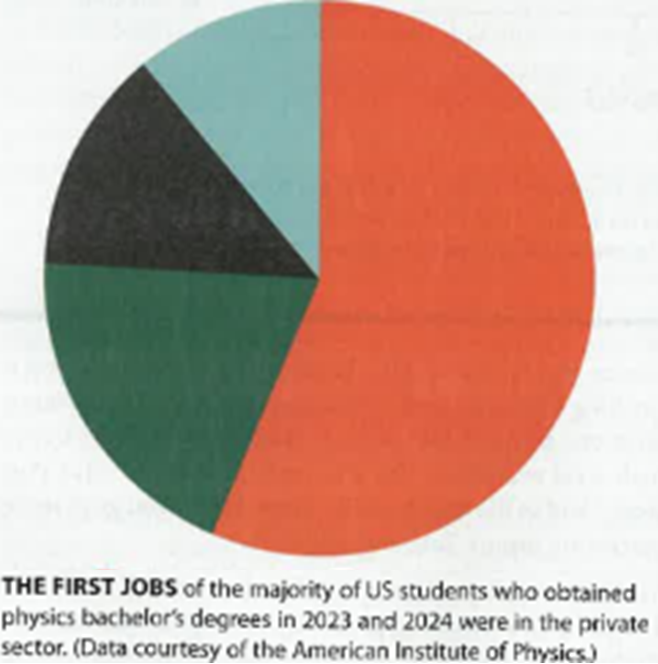 THE FIRST JOBS of the majority of US students who obtained
physics bachelor's degrees in 2023 and 2024 were in the private
sector. (Data courtesy of the American Institute of Physics.)